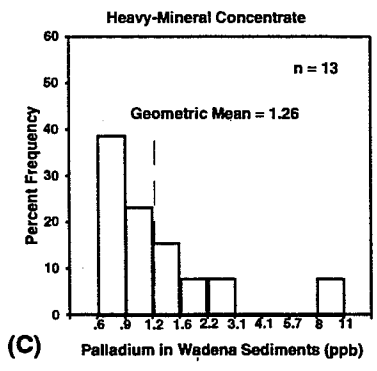 Heavy-Mineral Concentrate
60
n = 13
50
Geometric Mean = 1.26
40
Percent Frequency
30
20
10
0
.6 .9 1.2 1.6 2.2 3.1 4.1 5.7 8 11
(C) Palladium in Wadena Sediments (ppb)